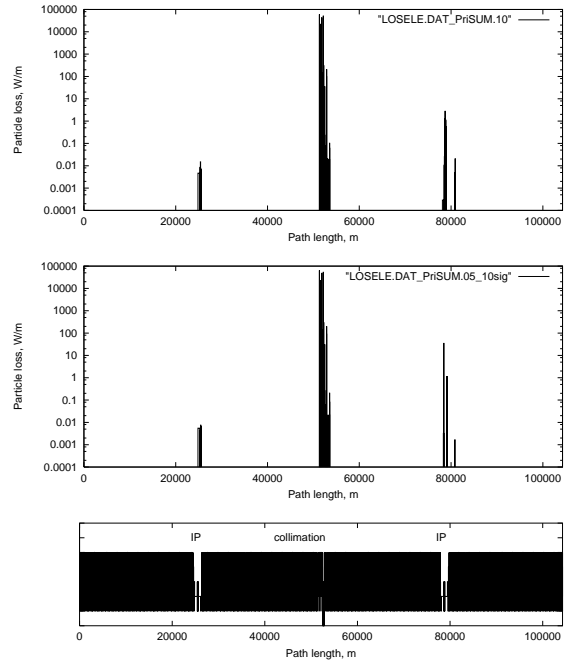 100000
10000
1000
100
10
1
0.1
0.01
0.001
0.0001
Particle loss, W/m
"LOSELE.DAT_PriSUM.10"
0 20000 40000 60000 80000 100000
Path length, m
100000
10000
1000
100
10
1
0.1
0.01
0.001
0.0001
Particle loss, W/m
"LOSELE.DAT_PriSUM.05_10sig"
0 20000 40000 60000 80000 100000
Path length, m
IP collimation IP
0 20000 40000 60000 80000 100000
Path length, m